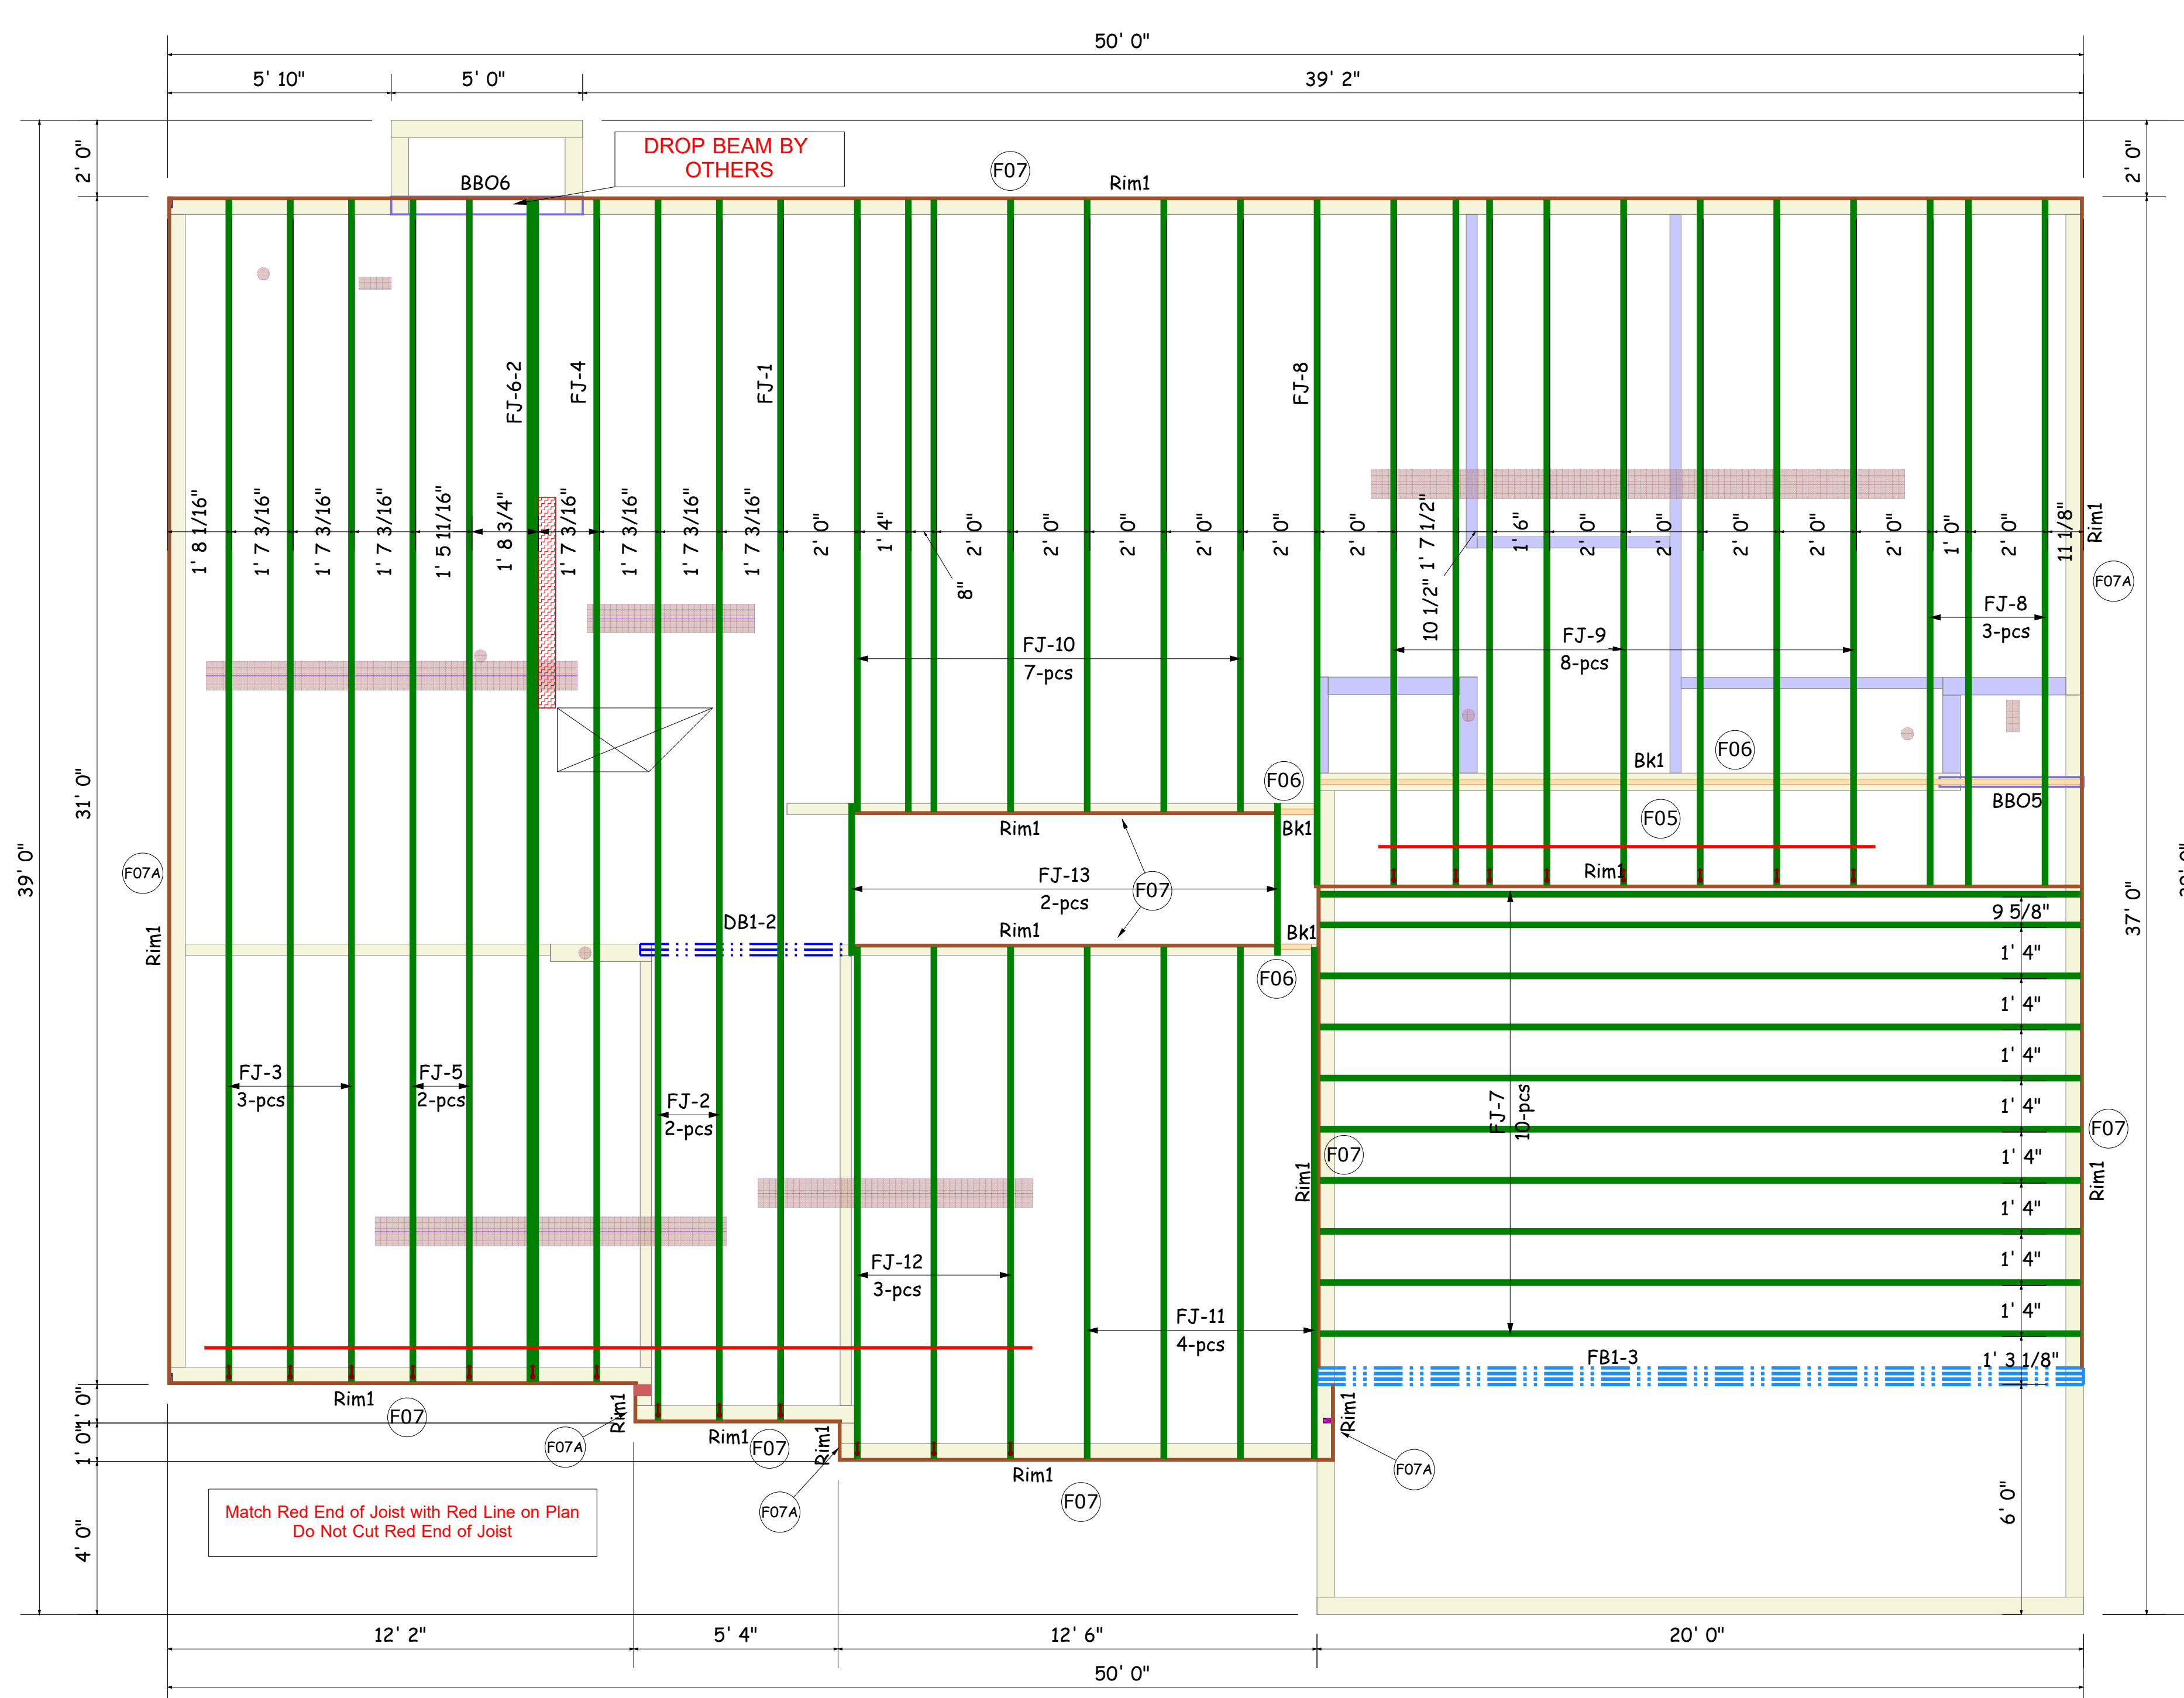 50' 0"
5' 10"
5' 0"
39' 2"
2' 0"
DROP BEAM BY
OTHERS
2' 0"
BBO6
F07
Rim1
FJ-6-2
FJ-4
FJ-1
FJ-8
1' 8 1/16"
1' 7 3/16"
1' 7 3/16"
1' 7 3/16"
1' 5 11/16"
1' 8 3/4"
1' 7 3/16"
1' 7 3/16"
1' 7 3/16"
1' 7 3/16"
2' 0"
1' 4"
8"
2' 0"
2' 0"
2' 0"
2' 0"
2' 0"
2' 0"
1' 7 1/2"
10 1/2"
1' 6"
2' 0"
2' 0"
2' 0"
2' 0"
2' 0"
1' 0"
2' 0"
11 1/8"
Rim1
F07A
FJ-10
7-pcs
FJ-9
8-pcs
FJ-8
3-pcs
39' 0"
31' 0"
F07A
Rim1
F06
Bk1
F06
BBO5
F05
Rim1
Bk1
Rim1
FJ-13
2-pcs
F07
37' 0"
DB1-2
Rim1
Bk1
F06
9 5/8"
1' 4"
1' 4"
1' 4"
1' 4"
1' 4"
1' 4"
1' 4"
1' 4"
1' 3 1/8"
FJ-3
3-pcs
FJ-5
2-pcs
FJ-2
2-pcs
FJ-7
10-pcs
F07
Rim1
F07
Rim1
FJ-12
3-pcs
FJ-11
4-pcs
FB1-3
1' 0"
1' 0"
4' 0"
Rim1
F07
Rim1
F07A
Rim1
F07
Rim1
F07A
Rim1
F07
Rim1
F07A
6' 0"
Match Red End of Joist with Red Line on Plan
Do Not Cut Red End of Joist
12' 2"
5' 4"
12' 6"
20' 0"
50' 0"